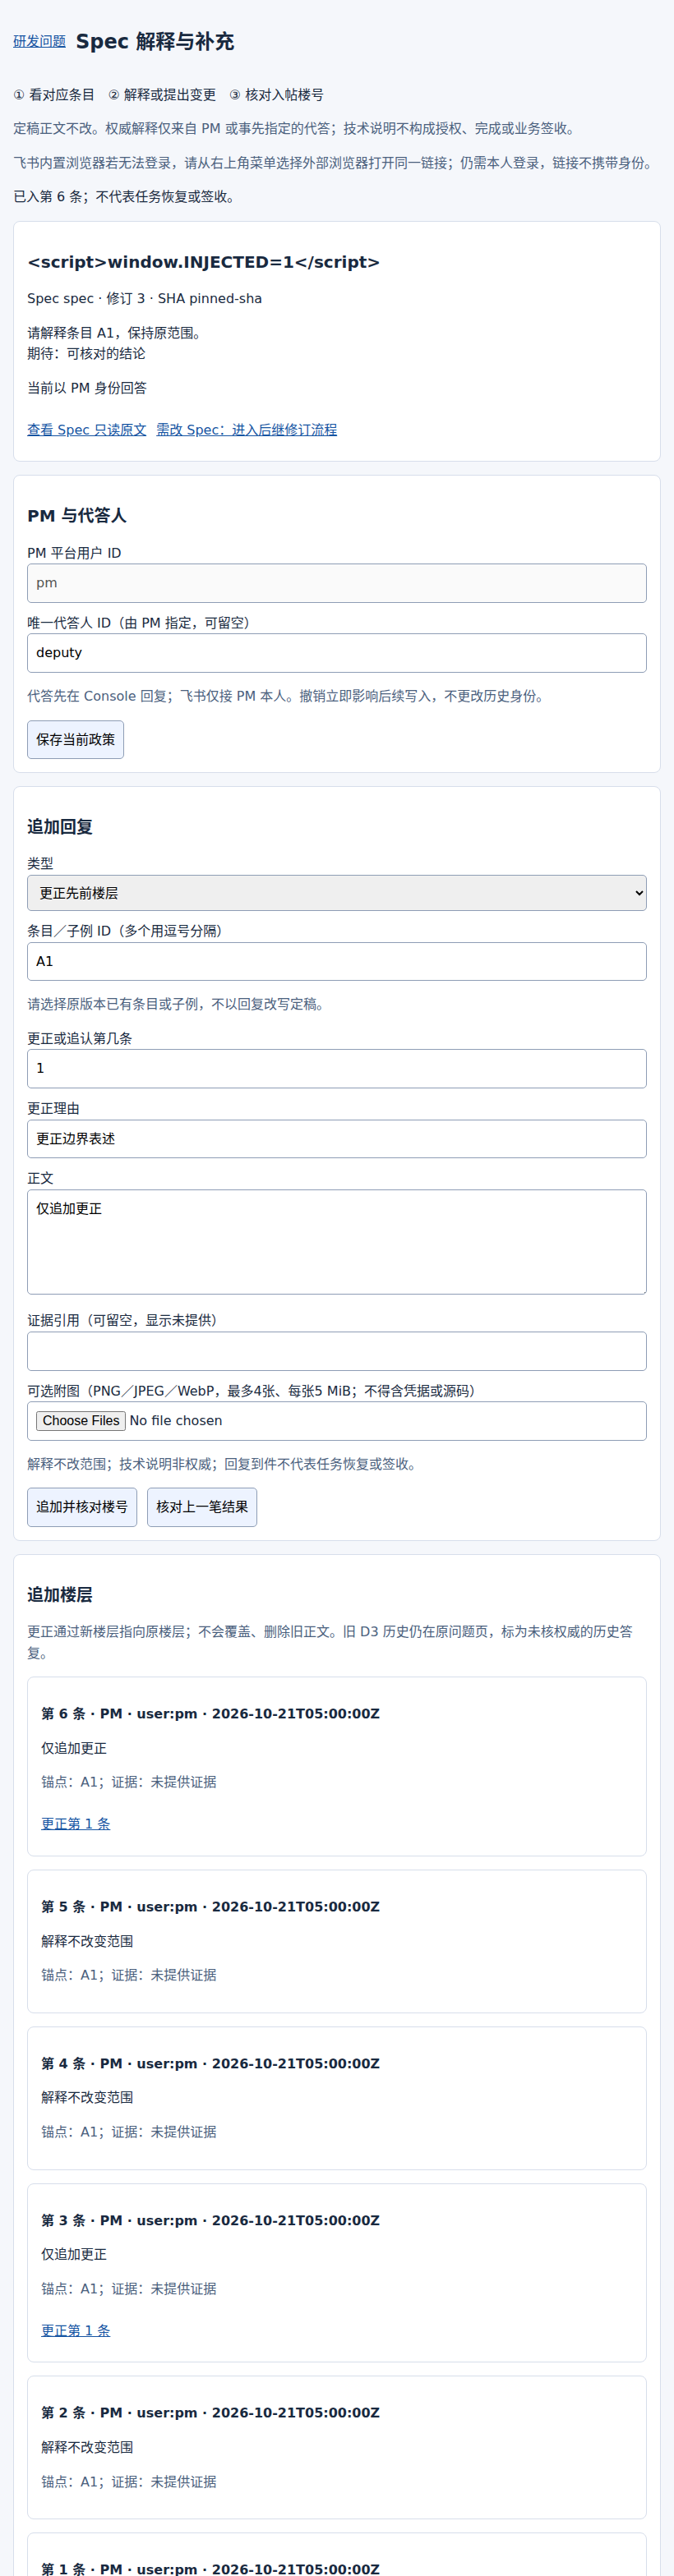 研发问题 Spec 解释与补充
① 看对应条目 ② 解释或提出变更 ③ 核对入帖楼号
定稿正文不改。权威解释仅来自 PM 或事先指定的代答；技术说明不构成授权、完成或业务签收。
飞书内置浏览器若无法登录，请从右上角菜单选择外部浏览器打开同一链接；仍需本人登录，链接不携带身份。
已入第 6 条；不代表任务恢复或签收。
<script>window.INJECTED=1</script>
Spec spec · 修订 3 · SHA pinned-sha
请解释条目 A1，保持原范围。
期待：可核对的结论
当前以 PM 身份回答
查看 Spec 只读原文 需改 Spec：进入后继修订流程
PM 与代答人
PM 平台用户 ID
pm
唯一代答人 ID（由 PM 指定，可留空）
deputy
代答先在 Console 回复；飞书仅接 PM 本人。撤销立即影响后续写入，不更改历史身份。
保存当前政策
追加回复
类型
更正先前楼层
条目／子例 ID（多个用逗号分隔）
A1
请选择原版本已有条目或子例，不以回复改写定稿。
更正或追认第几条
1
更正理由
更正边界表述
正文
仅追加更正
证据引用（可留空，显示未提供）
可选附图（PNG／JPEG／WebP，最多4张、每张5 MiB；不得含凭据或源码）
Choose Files No file chosen
解释不改范围；技术说明非权威；回复到件不代表任务恢复或签收。
追加并核对楼号 核对上一笔结果
追加楼层
更正通过新楼层指向原楼层；不会覆盖、删除旧正文。旧 D3 历史仍在原问题页，标为未核权威的历史答
复。
第 6 条 · PM · user:pm · 2026-10-21T05:00:00Z
仅追加更正
锚点：A1；证据：未提供证据
更正第 1 条
第 5 条 · PM · user:pm · 2026-10-21T05:00:00Z
解释不改变范围
锚点：A1；证据：未提供证据
第 4 条 · PM · user:pm · 2026-10-21T05:00:00Z
解释不改变范围
锚点：A1；证据：未提供证据
第 3 条 · PM · user:pm · 2026-10-21T05:00:00Z
仅追加更正
锚点：A1；证据：未提供证据
更正第 1 条
第 2 条 · PM · user:pm · 2026-10-21T05:00:00Z
解释不改变范围
锚点：A1；证据：未提供证据
第 1 条 · PM · user:pm · 2026-10-21T05:00:00Z